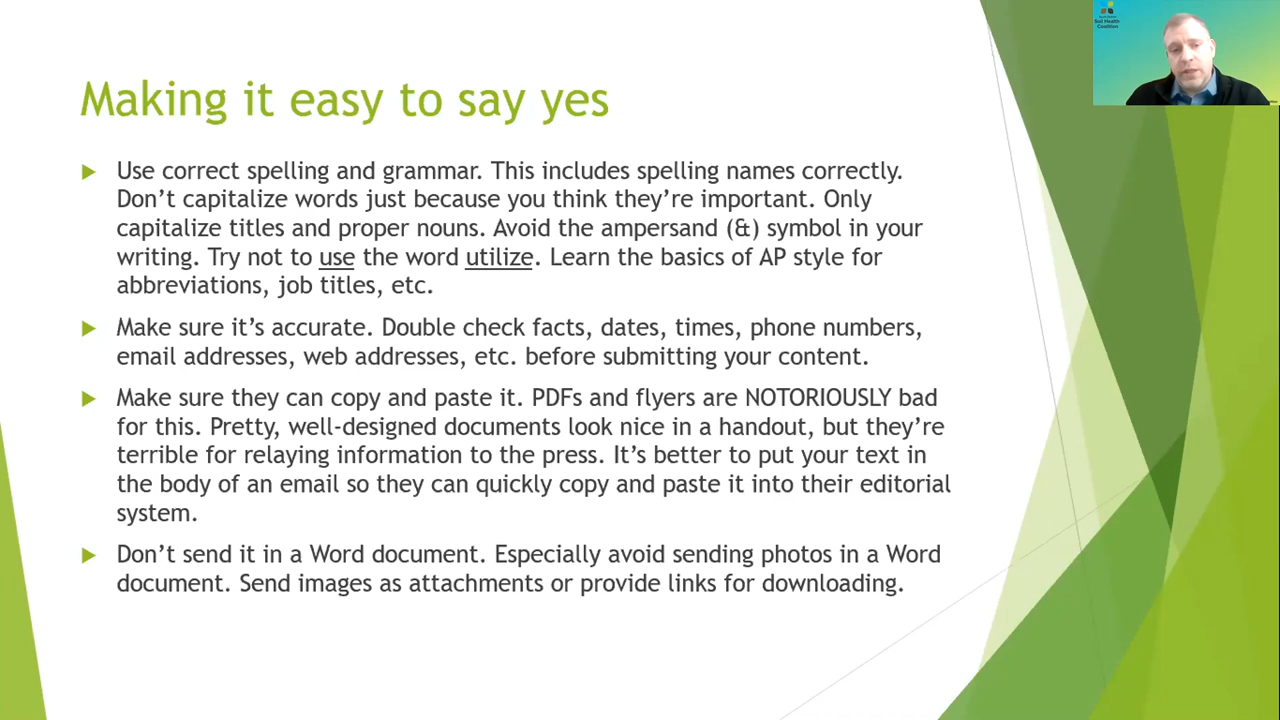 Soil Health
Coalition
Making it easy to say yes
Use correct spelling and grammar. This includes spelling names correctly.
Don’t capitalize words just because you think they’re important. Only
capitalize titles and proper nouns. Avoid the ampersand (&) symbol in your
writing. Try not to use the word utilize. Learn the basics of AP style for
abbreviations, job titles, etc.
Make sure it’s accurate. Double check facts, dates, times, phone numbers,
email addresses, web addresses, etc. before submitting your content.
Make sure they can copy and paste it. PDFs and flyers are NOTORIOUSLY bad
for this. Pretty, well-designed documents look nice in a handout, but they’re
terrible for relaying information to the press. It’s better to put your text in
the body of an email so they can quickly copy and paste it into their editorial
system.
Don’t send it in a Word document. Especially avoid sending photos in a Word
document. Send images as attachments or provide links for downloading.